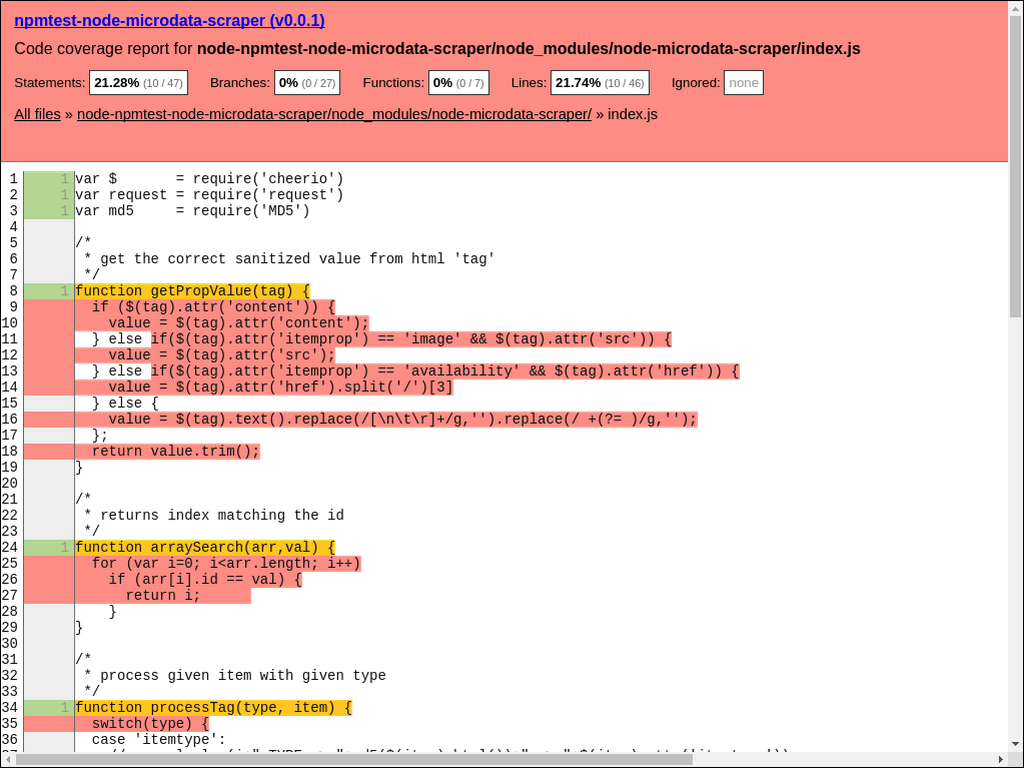 npmtest-node-microdata-scraper (v0.0.1)
Code coverage report for node-npmtest-node-microdata-scraper/node_modules/node-microdata-scraper/index.js
Statements: 21.28% (10 / 47) Branches: 0% (0 / 27) Functions: 0% (0 / 7) Lines: 21.74% (10 / 46) Ignored: none
All files » node-npmtest-node-microdata-scraper/node_modules/node-microdata-scraper/ » index.js
1 1 var $       = require('cheerio')
2 1 var request = require('request')
3 1 var md5     = require('MD5')
4
5 /*
6  * get the correct sanitized value from html 'tag'
7  */
8 1 function getPropValue(tag) {
9   if ($(tag).attr('content')) {
10     value = $(tag).attr('content');
11   } else if($(tag).attr('itemprop') == 'image' && $(tag).attr('src')) {
12     value = $(tag).attr('src');
13   } else if($(tag).attr('itemprop') == 'availability' && $(tag).attr('href')) {
14     value = $(tag).attr('href').split('/')[3]
15   } else {
16     value = $(tag).text().replace(/[\n\t\r]+/g,'').replace(/ +(?= )/g,'');
17   };
18   return value.trim();
19 }
20
21 /*
22  * returns index matching the id
23  */
24 1 function arraySearch(arr,val) {
25   for (var i=0; i<arr.length; i++)
26     if (arr[i].id == val) {
27       return i;
28     }
29 }
30
31 /*
32  * process given item with given type
33  */
34 1 function processTag(type, item) {
35   switch(type) {
36   case 'itemtype':